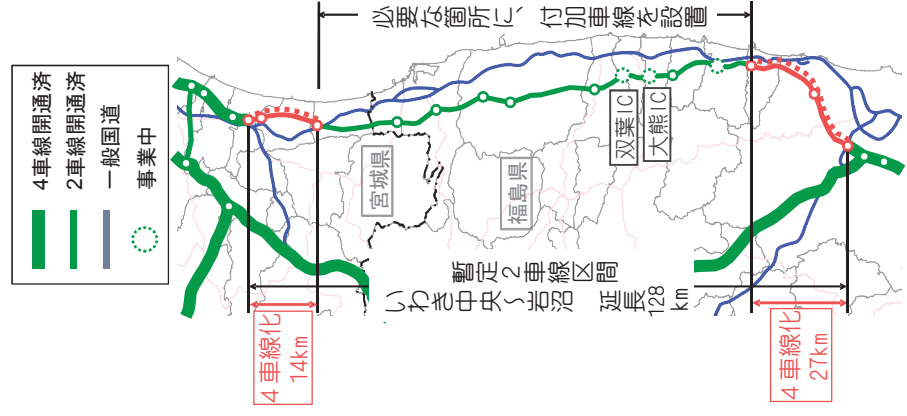 4車線開通済
2車線開通済
一般国道
事業中
必要な箇所に、付加車線を設置
宮城県
福島県
双葉IC
大熊IC
暫定2車線区間
いわき中央～岩沼 延長128km
4車線化
14km
4車線化
27km